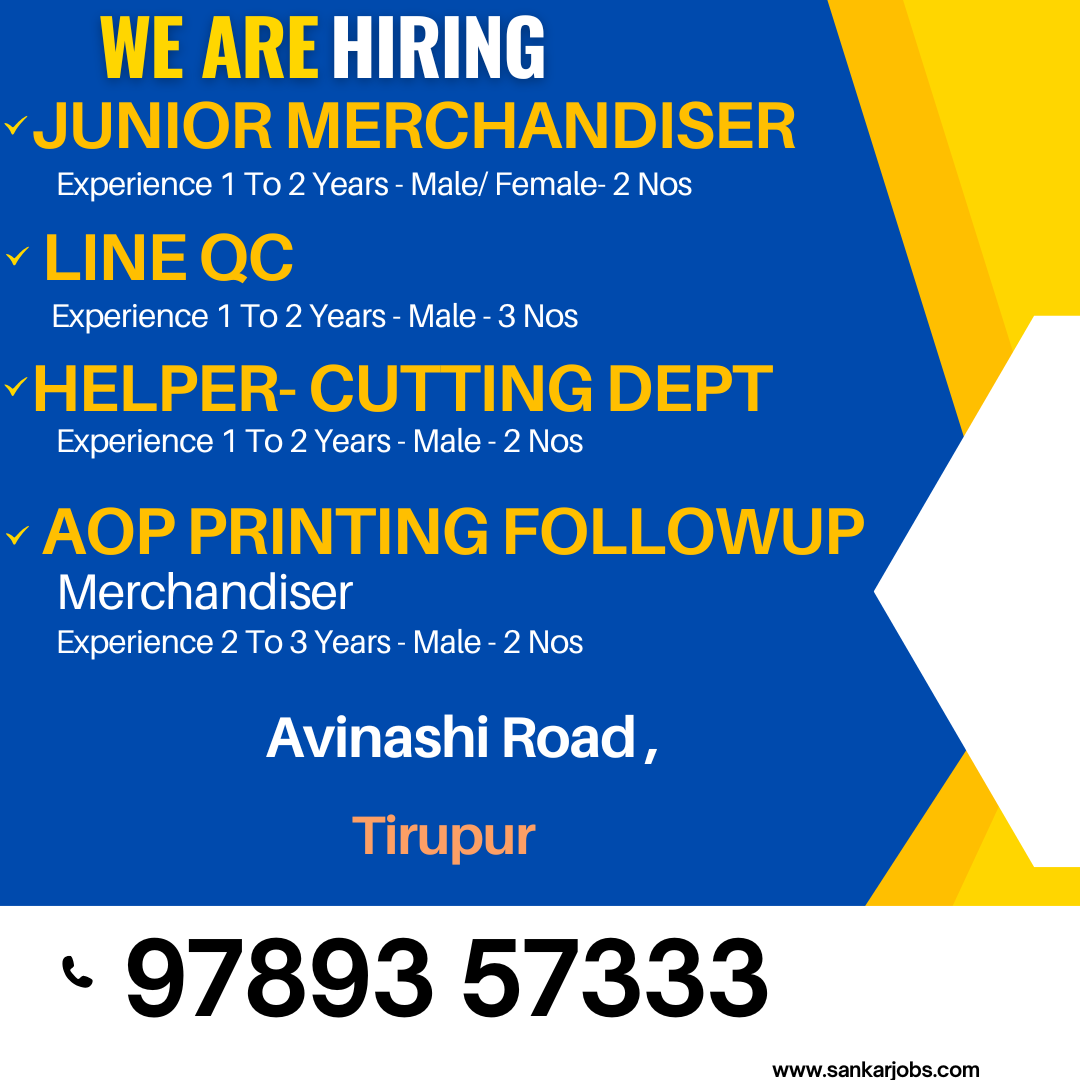 WE ARE HIRING
JUNIOR MERCHANDISER
Experience 1 To 2 Years - Male/ Female- 2 Nos
LINE QC
Experience 1 To 2 Years - Male - 3 Nos
HELPER- CUTTING DEPT
Experience 1 To 2 Years - Male - 2 Nos
AOP PRINTING FOLLOWUP
Merchandiser
Experience 2 To 3 Years - Male - 2 Nos
Avinashi Road ,
Tirupur
97893 57333
www.sankarjobs.com